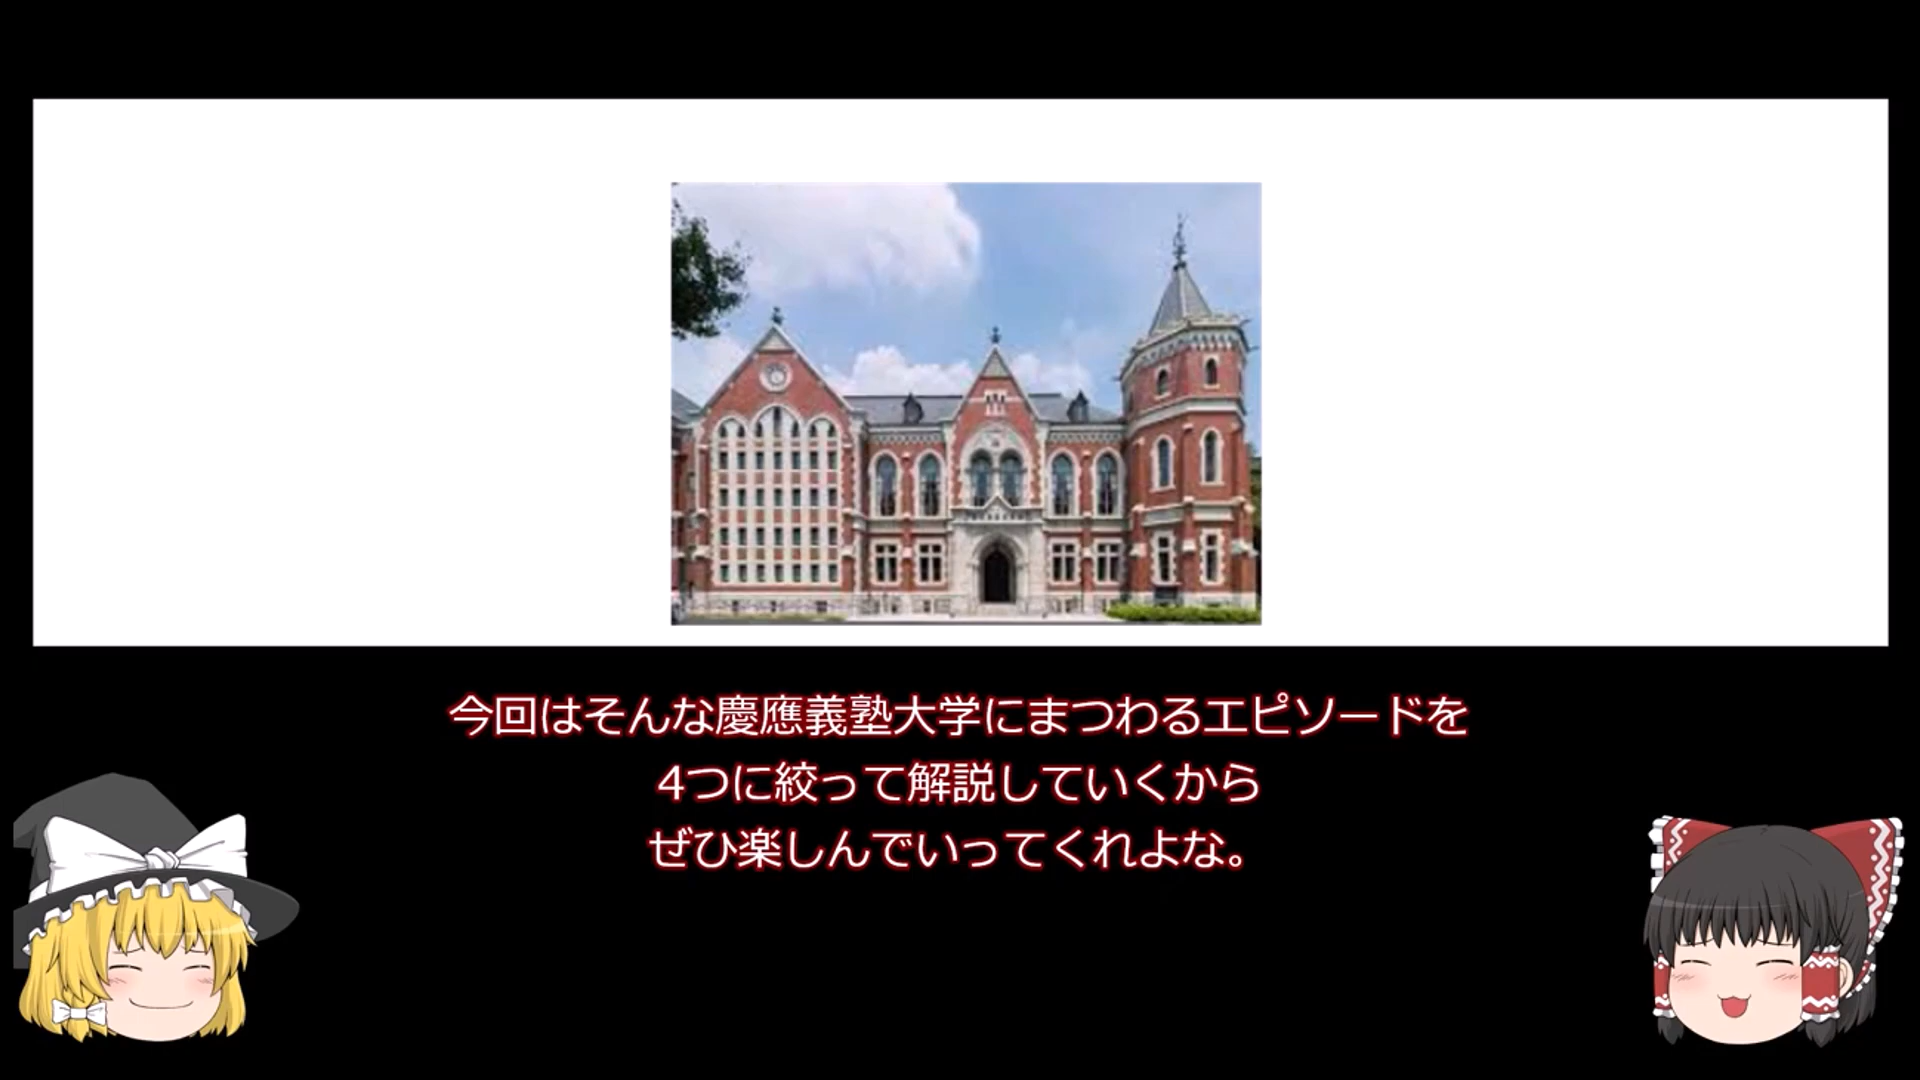 今回はそんな慶應義塾大学にまつわるエピソードを
4つに絞って解説していくから
ぜひ楽しんでいってくれよな。